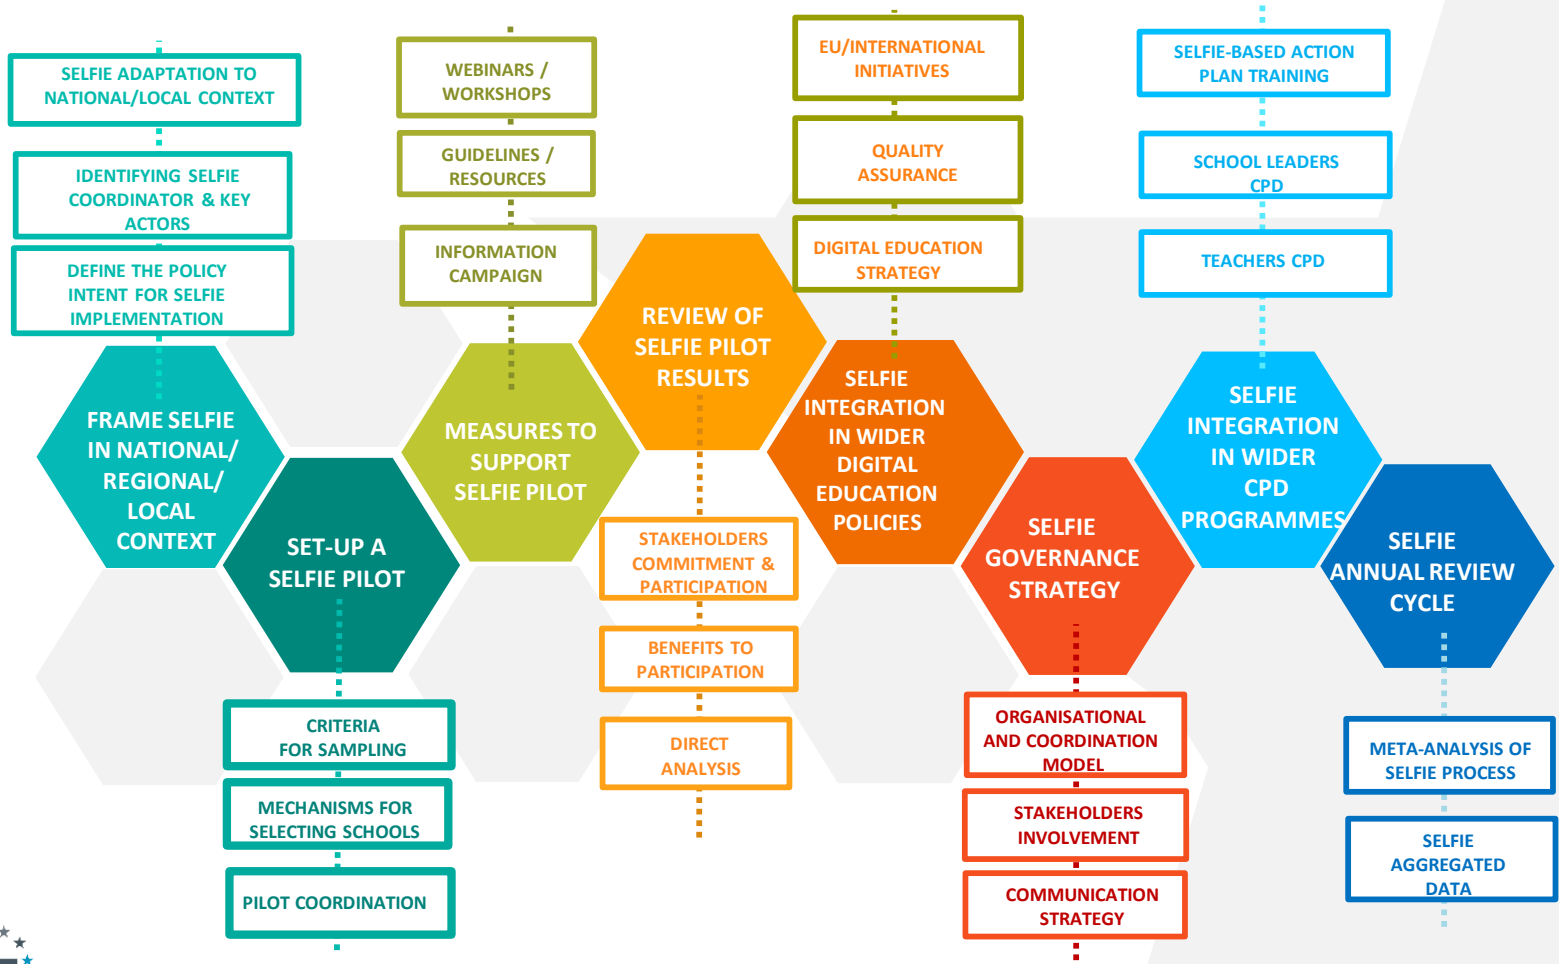 SELFIE ADAPTATION TO
NATIONAL/LOCAL CONTEXT
IDENTIFYING SELFIE
COORDINATOR & KEY
ACTORS
DEFINE THE POLICY
INTENT FOR SELFIE
IMPLEMENTATION
FRAME SELFIE
IN NATIONAL/
REGIONAL/
LOCAL
CONTEXT
SET-UP A
SELFIE PILOT
CRITERIA
FOR SAMPLING
MECHANISMS FOR
SELECTING SCHOOLS
PILOT COORDINATION
WEBINARS /
WORKSHOPS
GUIDELINES /
RESOURCES
INFORMATION
CAMPAIGN
MEASURES TO
SUPPORT
SELFIE PILOT
REVIEW OF
SELFIE PILOT
RESULTS
STAKEHOLDERS
COMMITMENT &
PARTICIPATION
BENEFITS TO
PARTICIPATION
DIRECT
ANALYSIS
EU/INTERNATIONAL
INITIATIVES
QUALITY
ASSURANCE
DIGITAL EDUCATION
STRATEGY
SELFIE
INTEGRATION
IN WIDER
DIGITAL
EDUCATION
POLICIES
SELFIE
GOVERNANCE
STRATEGY
ORGANISATIONAL
AND COORDINATION
MODEL
STAKEHOLDERS
INVOLVEMENT
COMMUNICATION
STRATEGY
SELFIE-BASED ACTION
PLAN TRAINING
SCHOOL LEADERS
CPD
TEACHERS CPD
SELFIE
INTEGRATION
IN WIDER
CPD
PROGRAMMES
SELFIE
ANNUAL REVIEW
CYCLE
META-ANALYSIS OF
SELFIE PROCESS
SELFIE
AGGREGATED
DATA